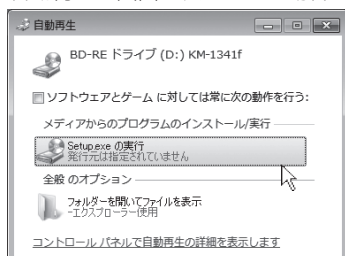 自動再生
BD-RE ドライブ (D:) KM-1341f
ソフトウェアとゲーム に対しては常に次の動作を行う:
メディアからのプログラムのインストール/実行
Setup.exe の実行
発行元は指定されていません
全般 のオプション
フォルダーを開いてファイルを表示
-エクスプローラー使用
コントロール パネルで自動再生の詳細を表示します